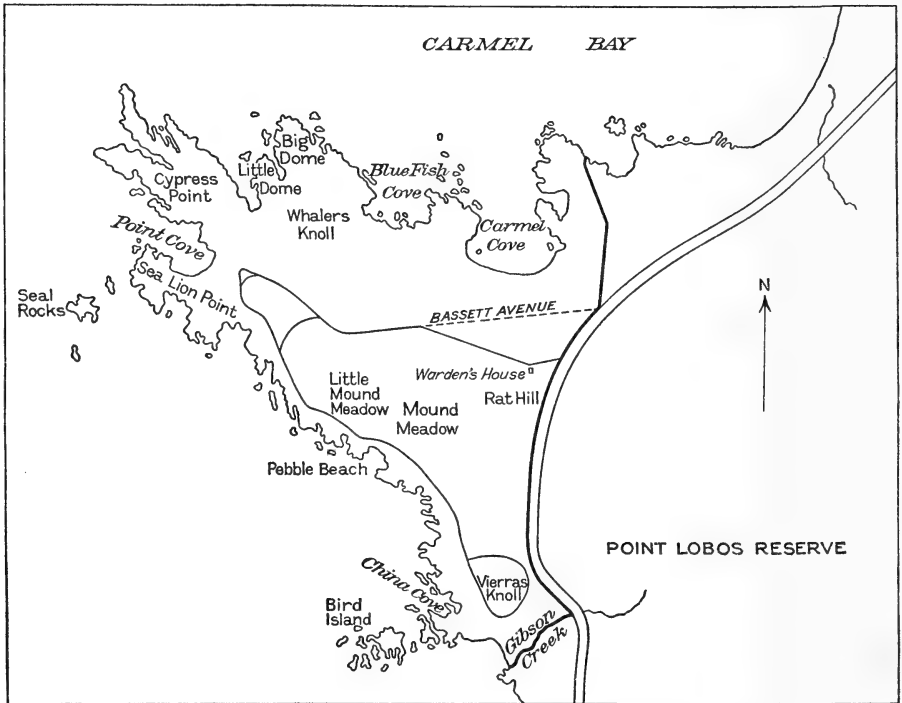 CARMEL BAY
Big
Dome
Little
Dome
Blue Fish
Cove
Cypress
Point
Whalers
Knoll
Carmel
Cove
Point Cove
Sea Lion Point
Seal
Rocks
N
BASSETT AVENUE
Warden's House
Little
Mound
Meadow
Mound
Meadow
Rat Hill
Pebble Beach
POINT LOBOS RESERVE
China Cove
Vierras
Knoll
Bird
Island
Gibson
Creek